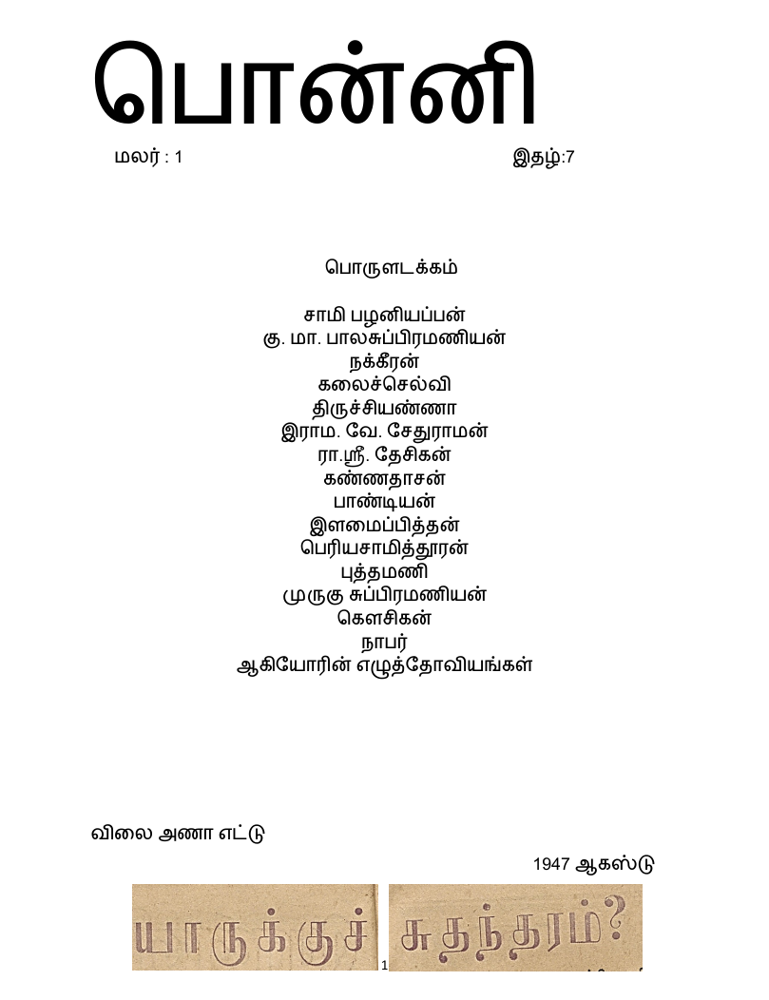 பொன்னி
மலர் : 1 இதழ்:7
பொருளடக்கம்
சாமி பழனியப்பன்
கு. மா. பாலசுப்பிரமணியன்
நக்கீரன்
கலைச்செல்வி
திருச்சியண்ணா
இராம. வே. சேதுராமன்
ரா.ஸ்ரீ. தேசிகன்
கண்ணதாசன்
பாண்டியன்
இளமைப்பித்தன்
பெரியசாமித்தூரன்
புத்தமணி
முருகு சுப்பிரமணியன்
கௌசிகன்
நாபர்
ஆகியோரின் எழுத்தோவியங்கள்
விலை அணா எட்டு
1947 ஆகஸ்டு
யாருக்குச் சுதந்தரம்?
1